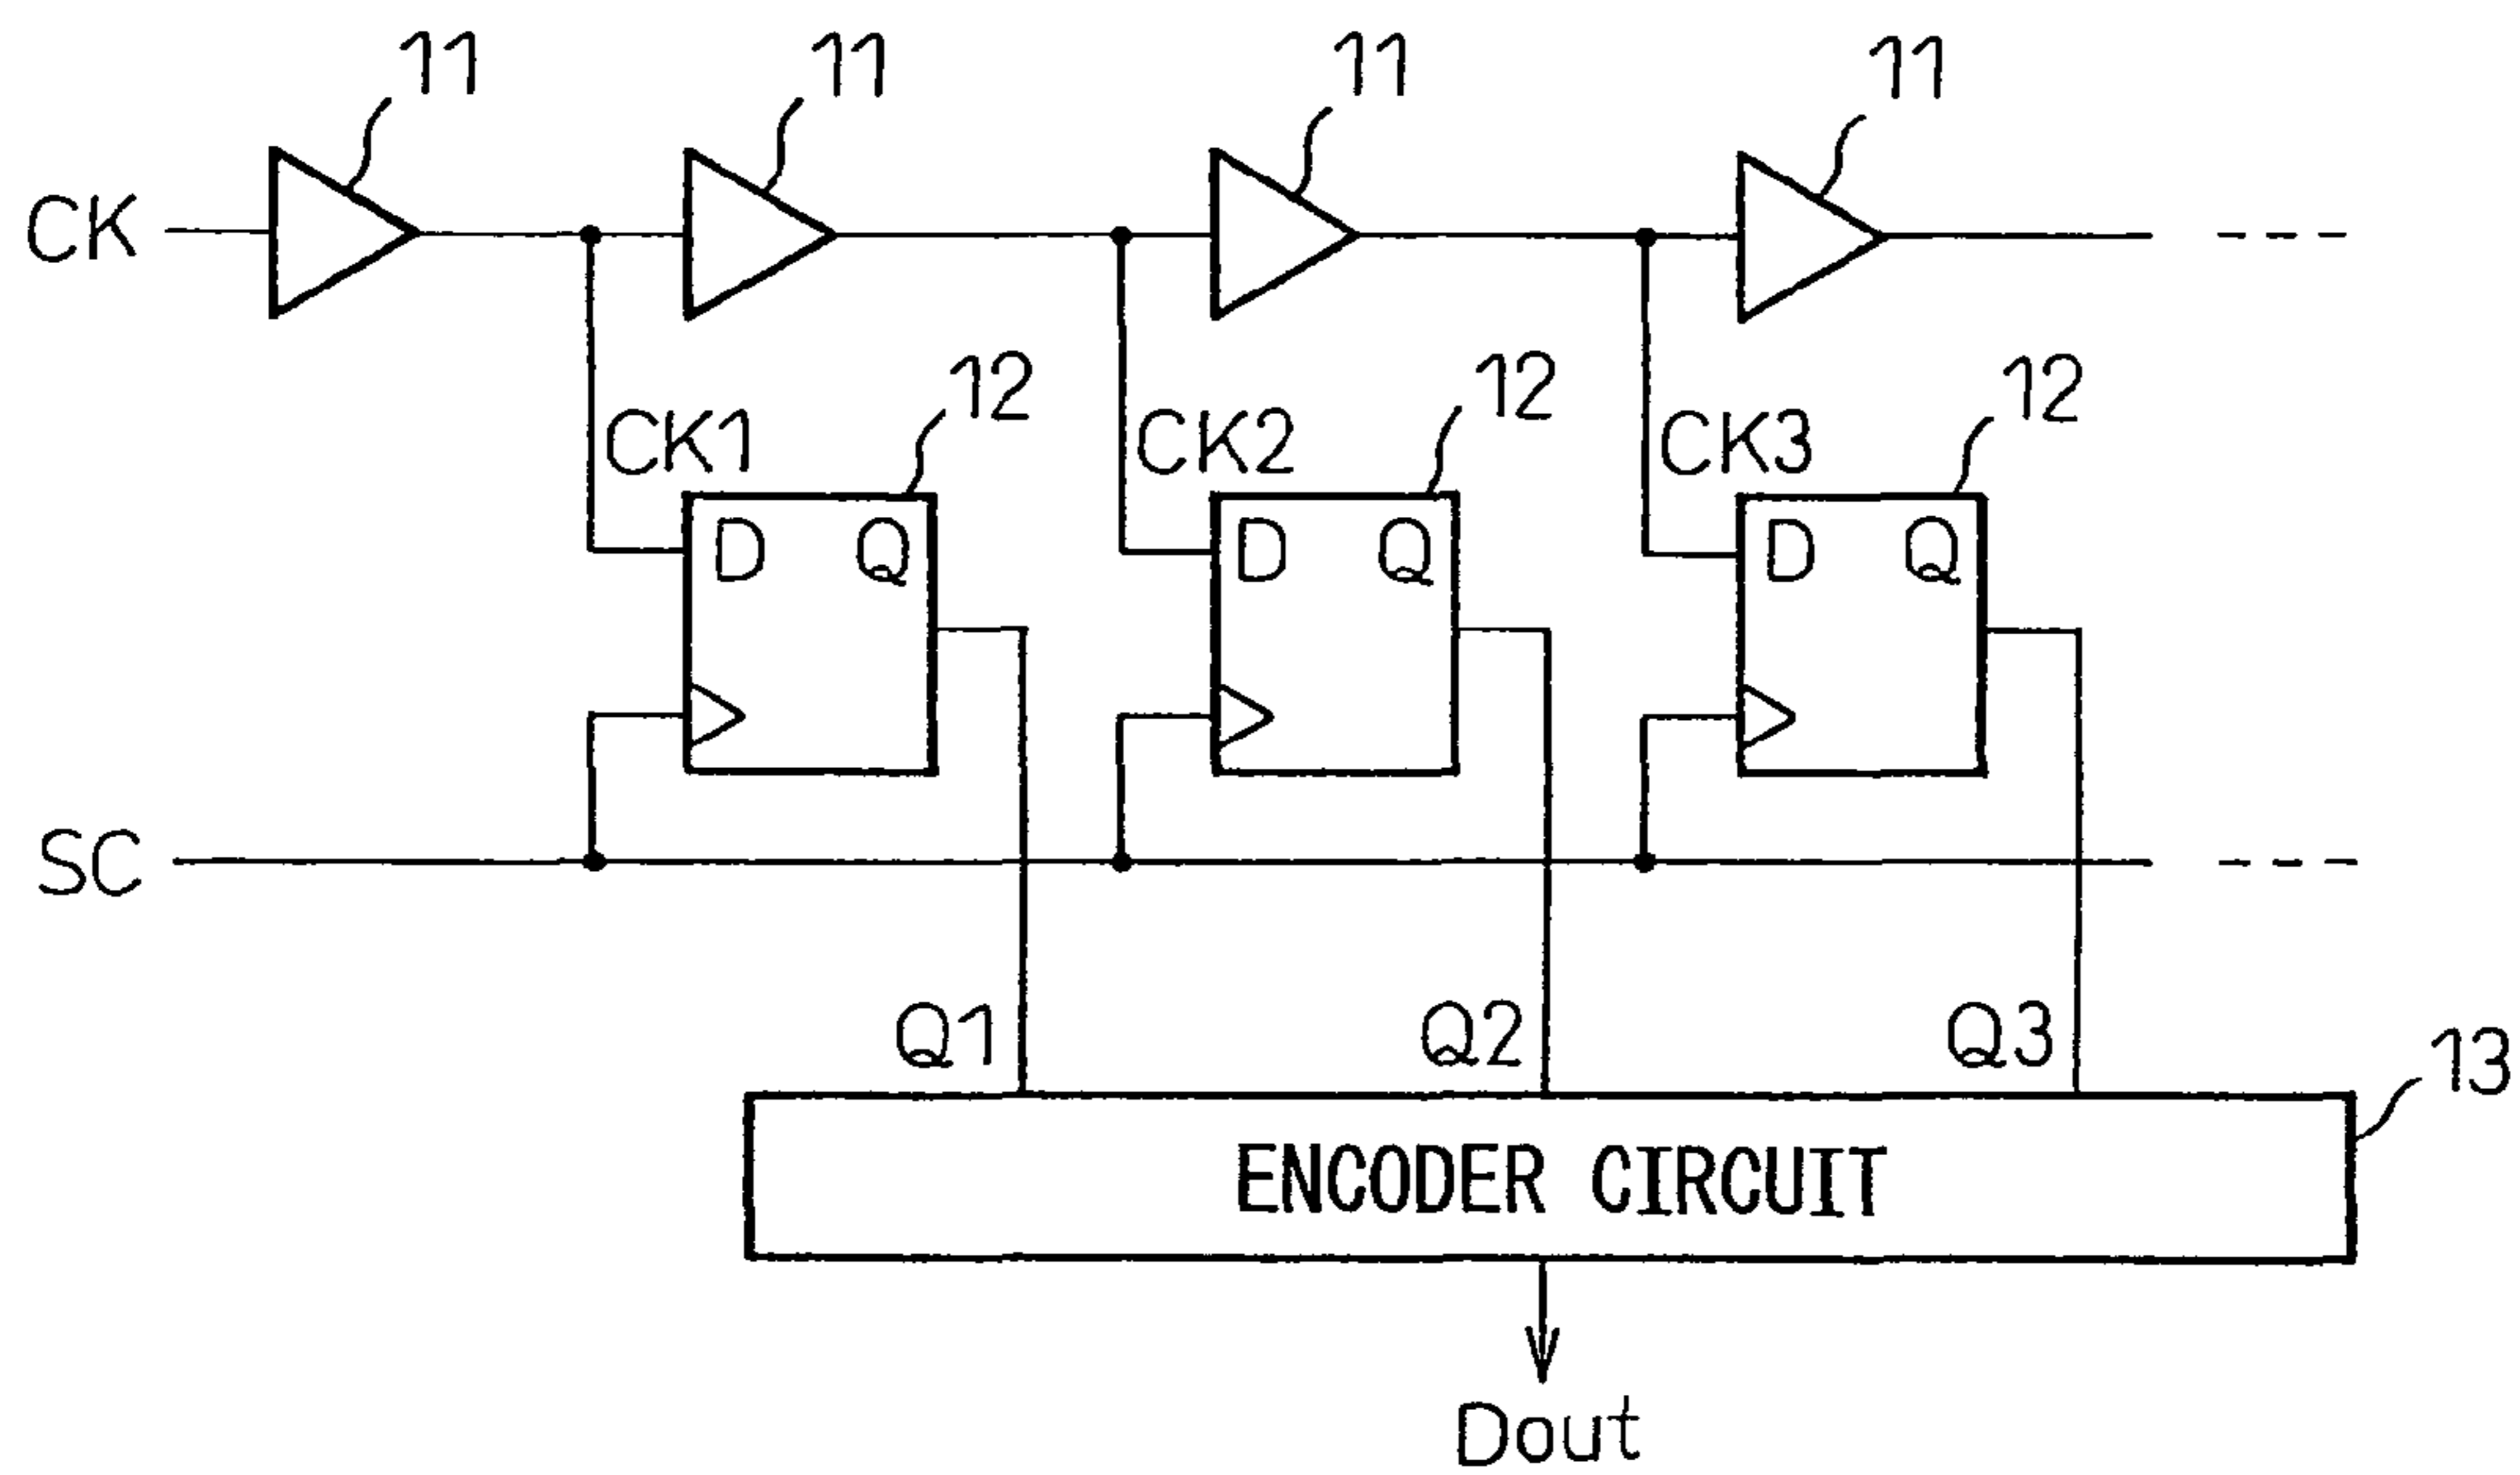 11 11 11 11
CK
12 12 12
CK1 CK2 CK3
D Q D Q D Q
SC
Q1 Q2 Q3 13
ENCODER CIRCUIT
Dout